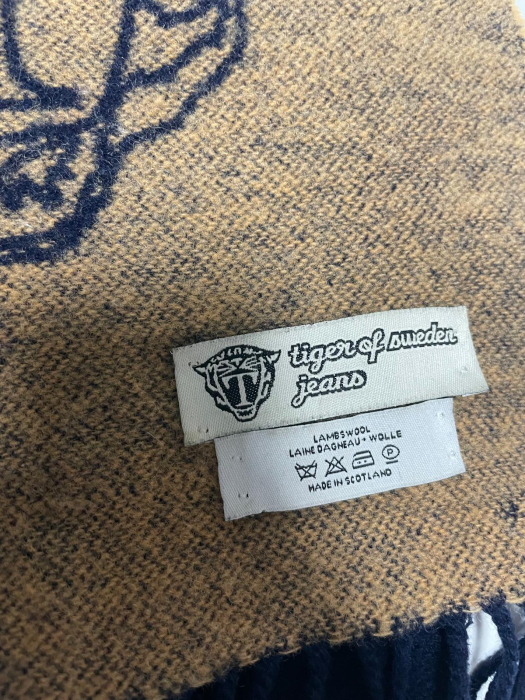 tiger of sweden
jeans
LAMBSWOOL
LAINE DAGNEAU • WOLLE
P
MADE IN SCOTLAND